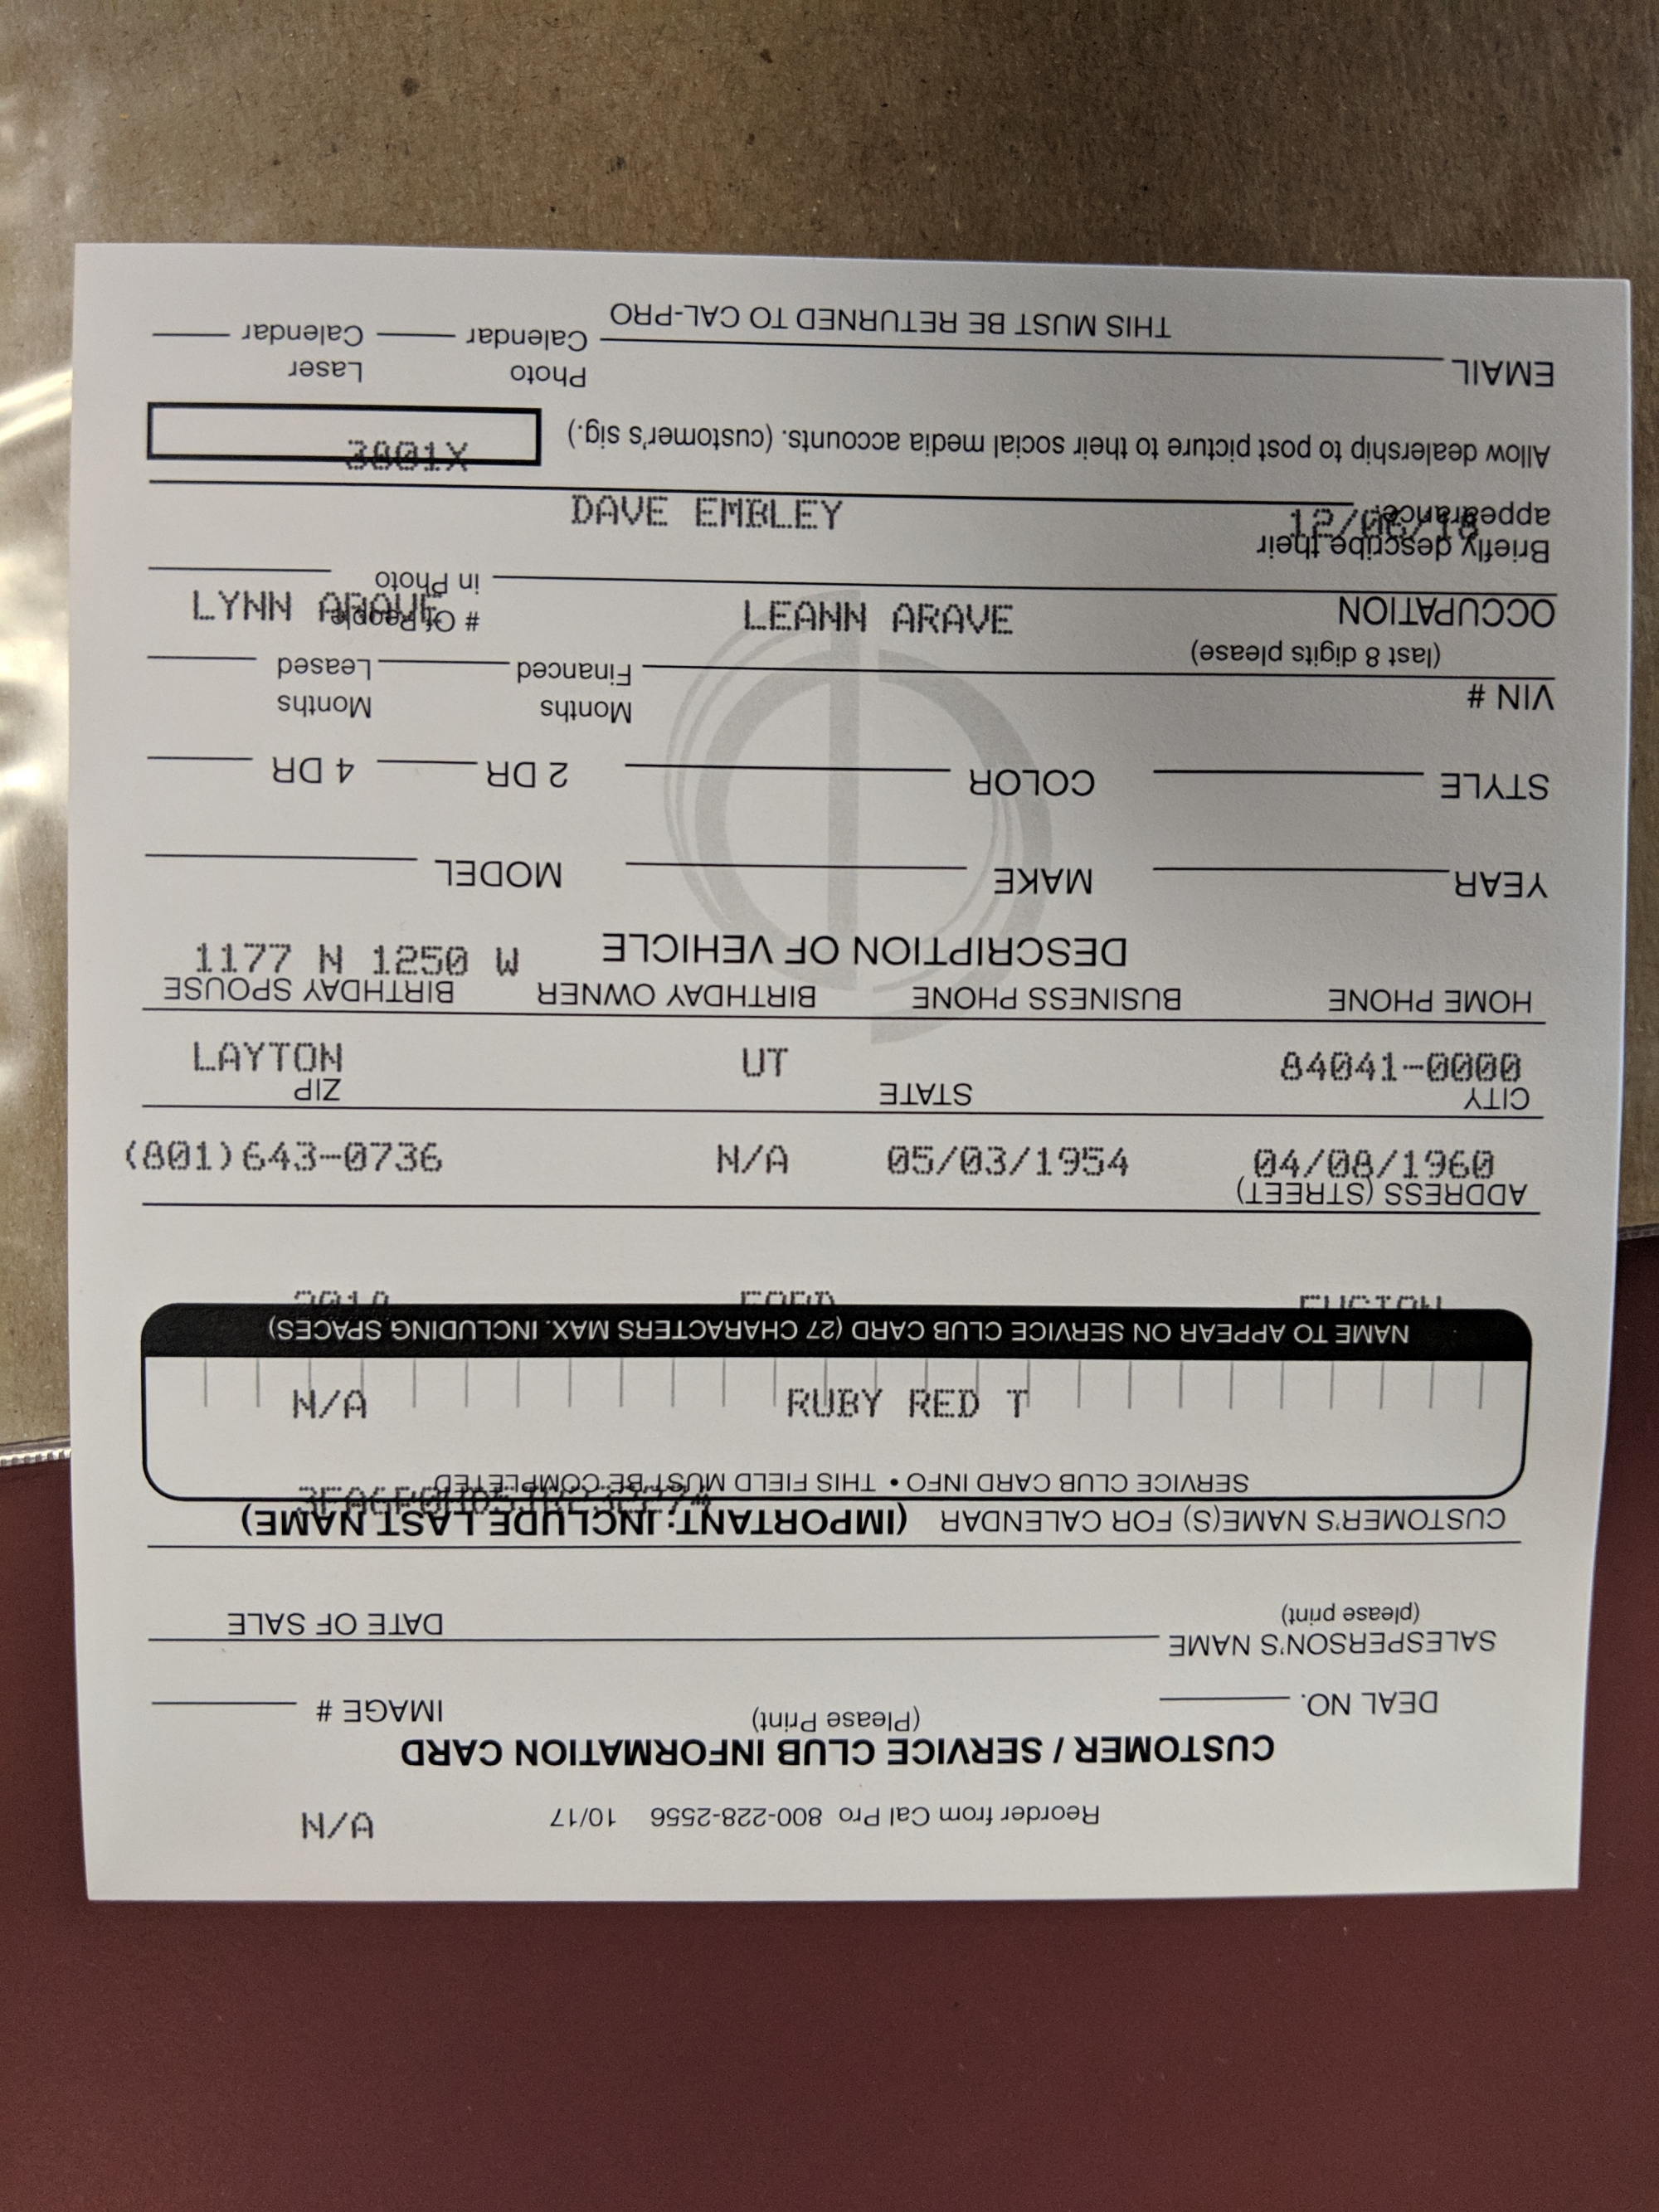 3801X
DAVE EMBLEY 12/06/18
LYNN ARAVE LEANN ARAVE
1177 N 1250 W
LAYTON UT 84041-0000
(801)643-0736 N/A 05/03/1954 04/08/1960
FORD FUSION
N/A RUBY RED T
N/A
Reorder from Cal Pro 800-228-2556 10/17
CUSTOMER / SERVICE CLUB INFORMATION CARD
(Please Print)
DEAL NO. IMAGE #
SALESPERSON'S NAME DATE OF SALE
(please print)
CUSTOMER'S NAME(S) FOR CALENDAR (IMPORTANT: INCLUDE LAST NAME)
SERVICE CLUB CARD INFO • THIS FIELD MUST BE COMPLETED
NAME TO APPEAR ON SERVICE CLUB CARD (27 CHARACTERS MAX. INCLUDING SPACES)
ADDRESS (STREET)
CITY STATE ZIP
HOME PHONE BUSINESS PHONE BIRTHDAY OWNER BIRTHDAY SPOUSE
DESCRIPTION OF VEHICLE
YEAR MAKE MODEL
STYLE COLOR 2 DR 4 DR
VIN # Months Financed Months Leased
(last 8 digits please)
OCCUPATION # Of People in Photo
Briefly describe their
appearance:
Allow dealership to post picture to their social media accounts. (customer's sig.)
EMAIL Photo Calendar Laser Calendar
THIS MUST BE RETURNED TO CAL-PRO